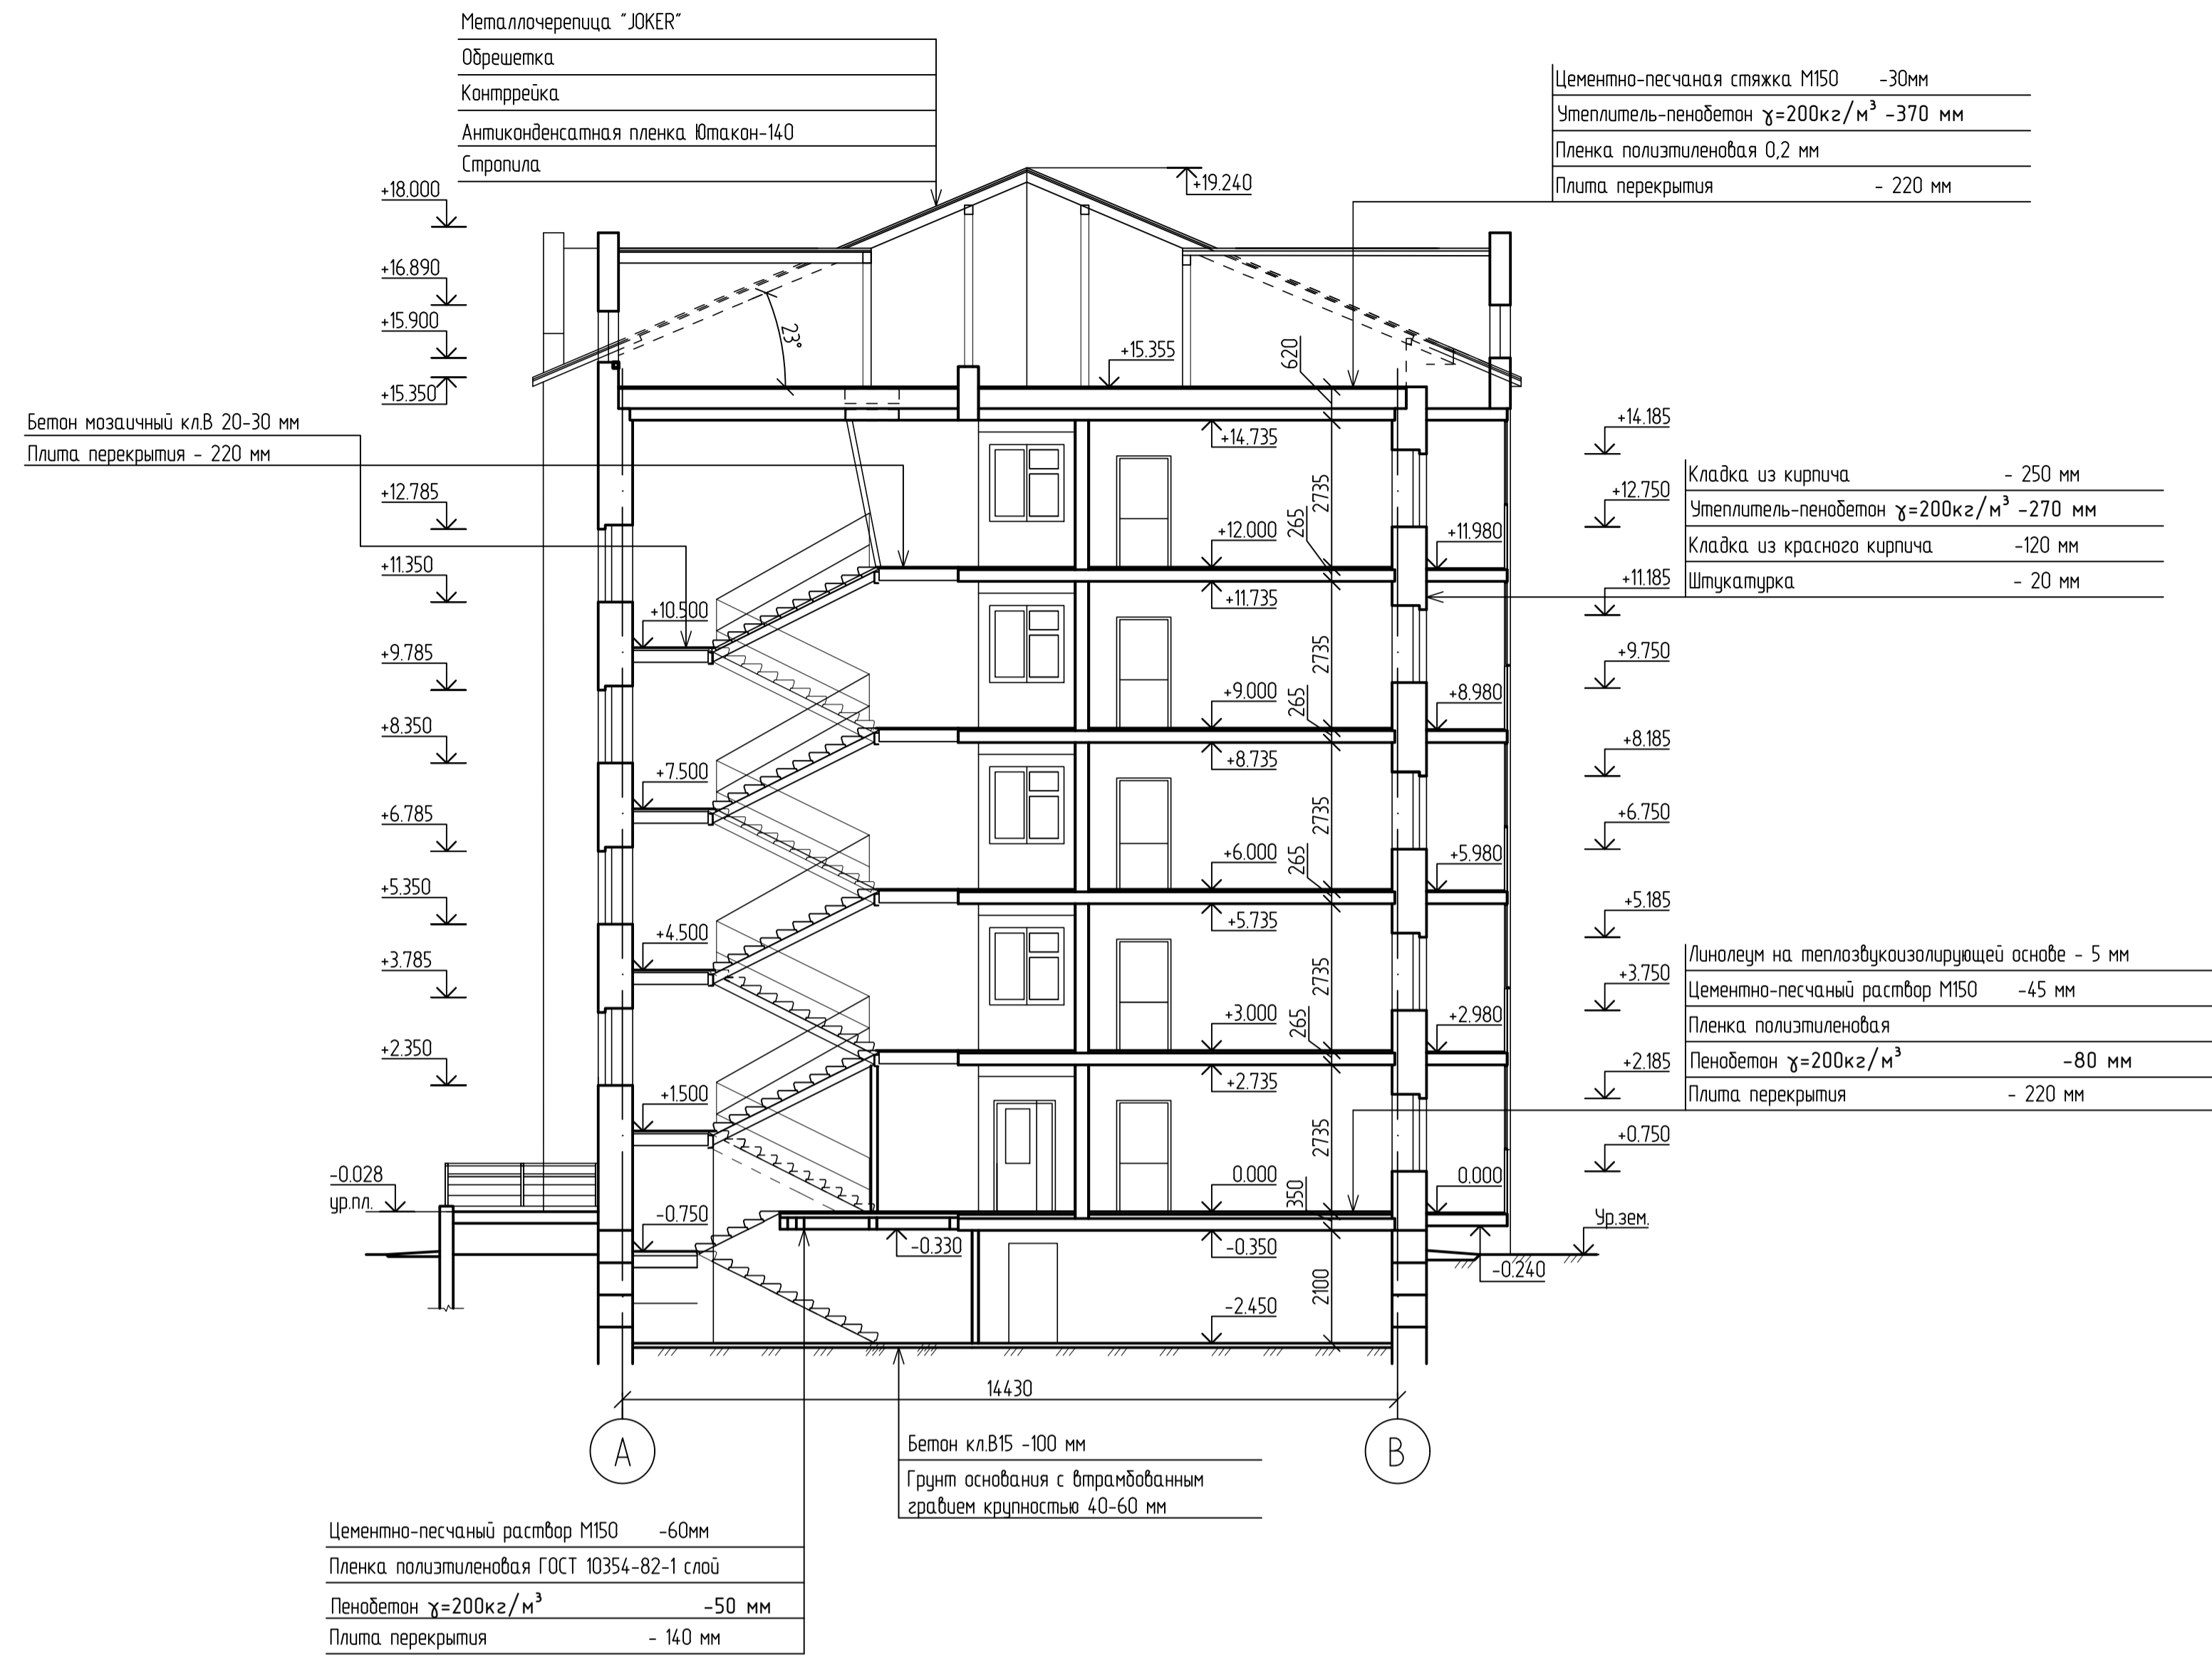 Металлочерепица "JOKER"
Обрешетка
Контррейка
Антиконденсатная пленка Ютакон-140
Стропила
Цементно-песчаная стяжка М150 -30мм
Утеплитель-пенобетон γ=200кг/м³ -370 мм
Пленка полиэтиленовая 0,2 мм
Плита перекрытия - 220 мм
+18.000
+16.890
+15.900
+15.350
+19.240
23°
+15.355
620
Бетон мозаичный кл.В 20-30 мм
Плита перекрытия - 220 мм
+12.785
+11.350
+9.785
+8.350
+6.785
+5.350
+3.785
+2.350
-0.028
ур.пл.
+10.500
+7.500
+4.500
+1.500
-0.750
+14.735
2735
+12.000
265
+11.735
2735
+9.000
265
+8.735
2735
+6.000
265
+5.735
2735
+3.000
265
+2.735
2735
0.000
350
-0.330
-0.350
2100
-2.450
+11.980
+8.980
+5.980
+2.980
0.000
-0.240
Ур.зем.
+14.185
+12.750
+11.185
+9.750
+8.185
+6.750
+5.185
+3.750
+2.185
+0.750
Кладка из кирпича - 250 мм
Утеплитель-пенобетон γ=200кг/м³ -270 мм
Кладка из красного кирпича -120 мм
Штукатурка - 20 мм
Линолеум на теплозвукоизолирующей основе - 5 мм
Цементно-песчаный раствор М150 -45 мм
Пленка полиэтиленовая
Пенобетон γ=200кг/м³ -80 мм
Плита перекрытия - 220 мм
14430
А
В
Бетон кл.В15 -100 мм
Грунт основания с втрамбованным
гравием крупностью 40-60 мм
Цементно-песчаный раствор М150 -60мм
Пленка полиэтиленовая ГОСТ 10354-82-1 слой
Пенобетон γ=200кг/м³ -50 мм
Плита перекрытия - 140 мм